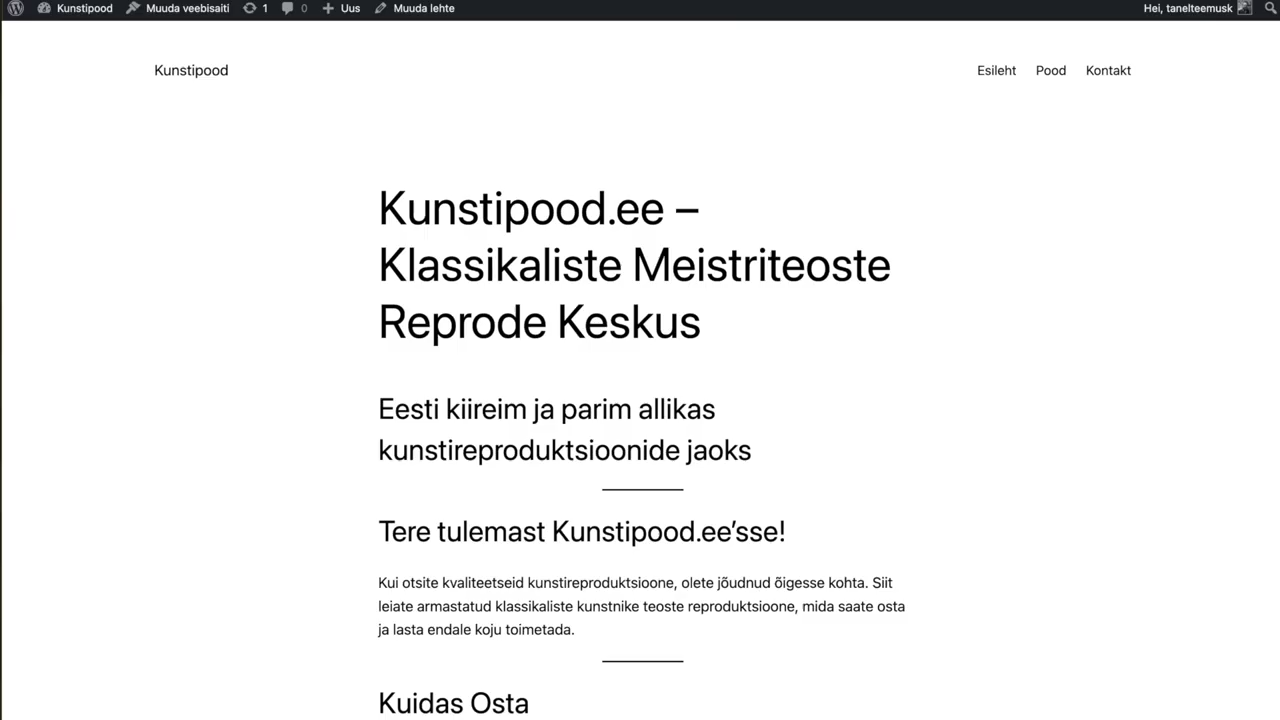 Kunstipood Muuda veebisaiti 1 0 Uus Muuda lehte Hei, tanelteemusk
Kunstipood Esileht Pood Kontakt
Kunstipood.ee –
Klassikaliste Meistriteoste
Reprode Keskus
Eesti kiireim ja parim allikas
kunstireproduktsioonide jaoks
Tere tulemast Kunstipood.ee’sse!
Kui otsite kvaliteetseid kunstireproduktsioone, olete jõudnud õigesse kohta. Siit
leiate armastatud klassikaliste kunstnike teoste reproduktsioone, mida saate osta
ja lasta endale koju toimetada.
Kuidas Osta